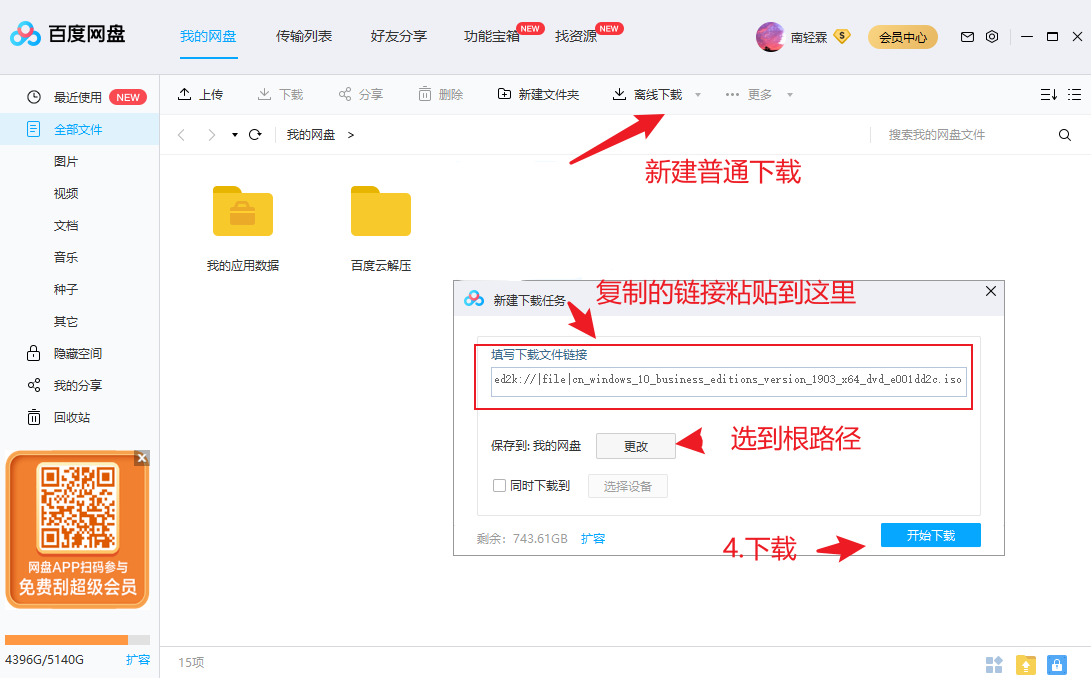 百度网盘
我的网盘
传输列表
好友分享
功能宝箱
NEW
找资源
NEW
南轻霖
S
会员中心
最近使用
NEW
全部文件
图片
视频
文档
音乐
种子
其它
隐藏空间
我的分享
回收站
网盘APP扫码参与
免费刮超级会员
4396G/5140G
扩容
上传
下载
分享
删除
新建文件夹
离线下载
更多
我的网盘 >
搜索我的网盘文件
新建普通下载
我的应用数据
百度云解压
新建下载任务
复制的链接粘贴到这里
填写下载文件链接
ed2k://|file|cn_windows_10_business_editions_version_1903_x64_dvd_e001dd2c.iso
保存到: 我的网盘
更改
选到根路径
同时下载到
选择设备
剩余：743.61GB
扩容
4.下载
开始下载
15项